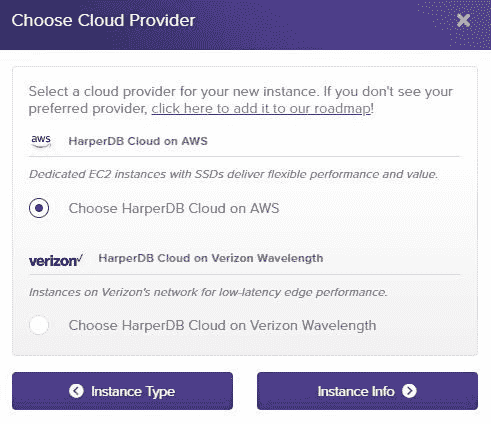 Choose Cloud Provider
Select a cloud provider for your new instance. If you don't see your
preferred provider, click here to add it to our roadmap!
aws HarperDB Cloud on AWS
Dedicated EC2 instances with SSDs deliver flexible performance and value.
Choose HarperDB Cloud on AWS
verizon HarperDB Cloud on Verizon Wavelength
Instances on Verizon's network for low-latency edge performance.
Choose HarperDB Cloud on Verizon Wavelength
Instance Type Instance Info